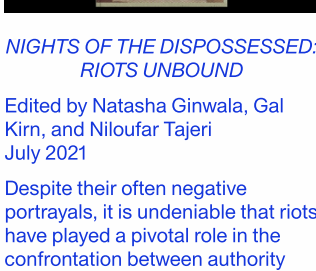 NIGHTS OF THE DISPOSSESSED:
RIOTS UNBOUND
Edited by Natasha Ginwala, Gal
Kirn, and Niloufar Tajeri
July 2021
Despite their often negative
portrayals, it is undeniable that riots
have played a pivotal role in the
confrontation between authority